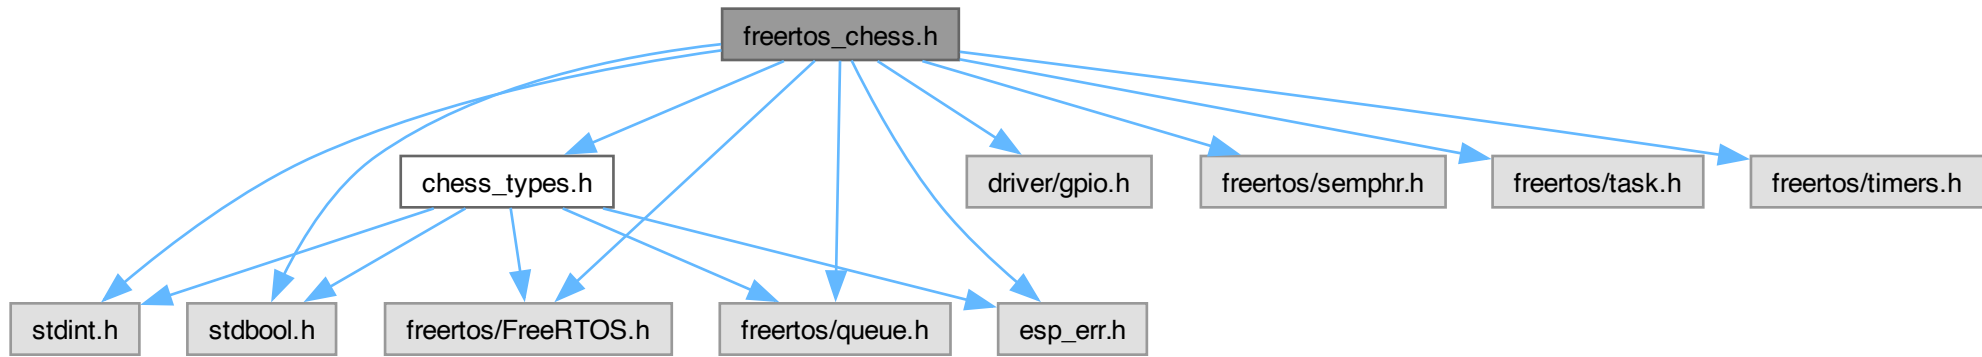 freertos_chess.h
chess_types.h
driver/gpio.h
freertos/semphr.h
freertos/task.h
freertos/timers.h
stdint.h
stdbool.h
freertos/FreeRTOS.h
freertos/queue.h
esp_err.h